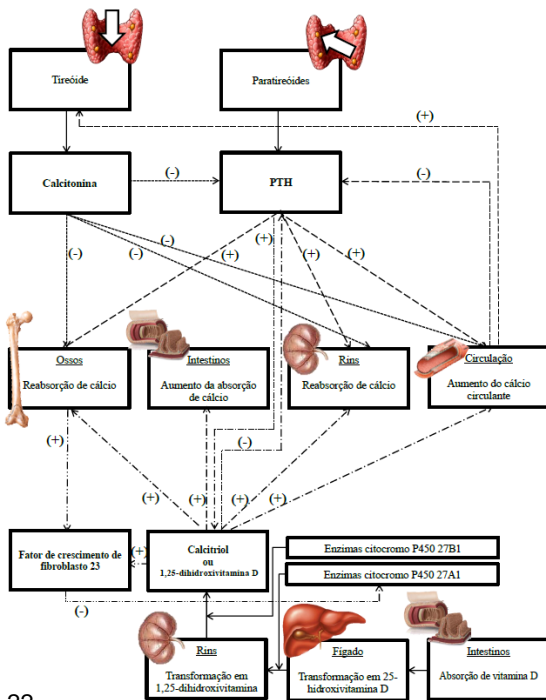 Tireóide
Paratireóides
(+)
Calcitonina
(-)
PTH
(-)
(-)
(-)
(-)
(+)
(+)
(+)
(+)
Ossos
Reabsorção de cálcio
Intestinos
Aumento da absorção
de cálcio
Rins
Reabsorção de cálcio
Circulação
Aumento do cálcio
circulante
(+)
(-)
(+)
(+)
(+)
(+)
Fator de crescimento de
fibroblasto 23
(+)
Calcitriol
ou
1,25-dihidroxivitamina D
Enzimas citocromo P450 27B1
Enzimas citocromo P450 27A1
(-)
Rins
Transformação em
1,25-dihidroxivitamina
Fígado
Transformação em 25-
hidroxivitamina D
Intestinos
Absorção de vitamina D